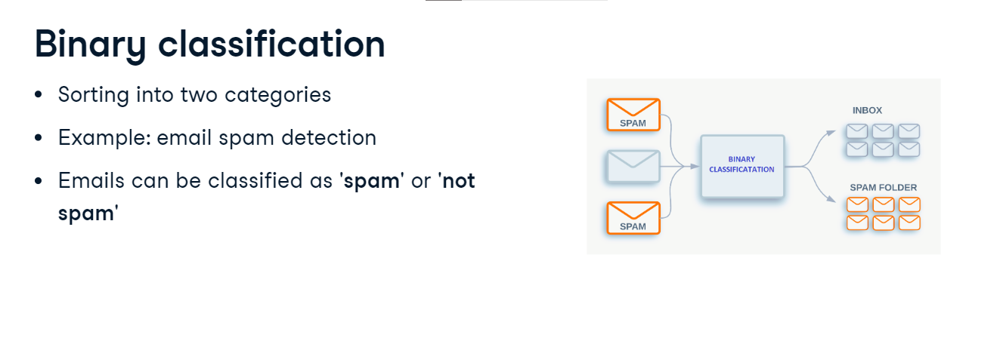 Binary classification
• Sorting into two categories
• Example: email spam detection
• Emails can be classified as 'spam' or 'not
spam'
SPAM
SPAM
BINARY
CLASSIFICATATION
INBOX
SPAM FOLDER